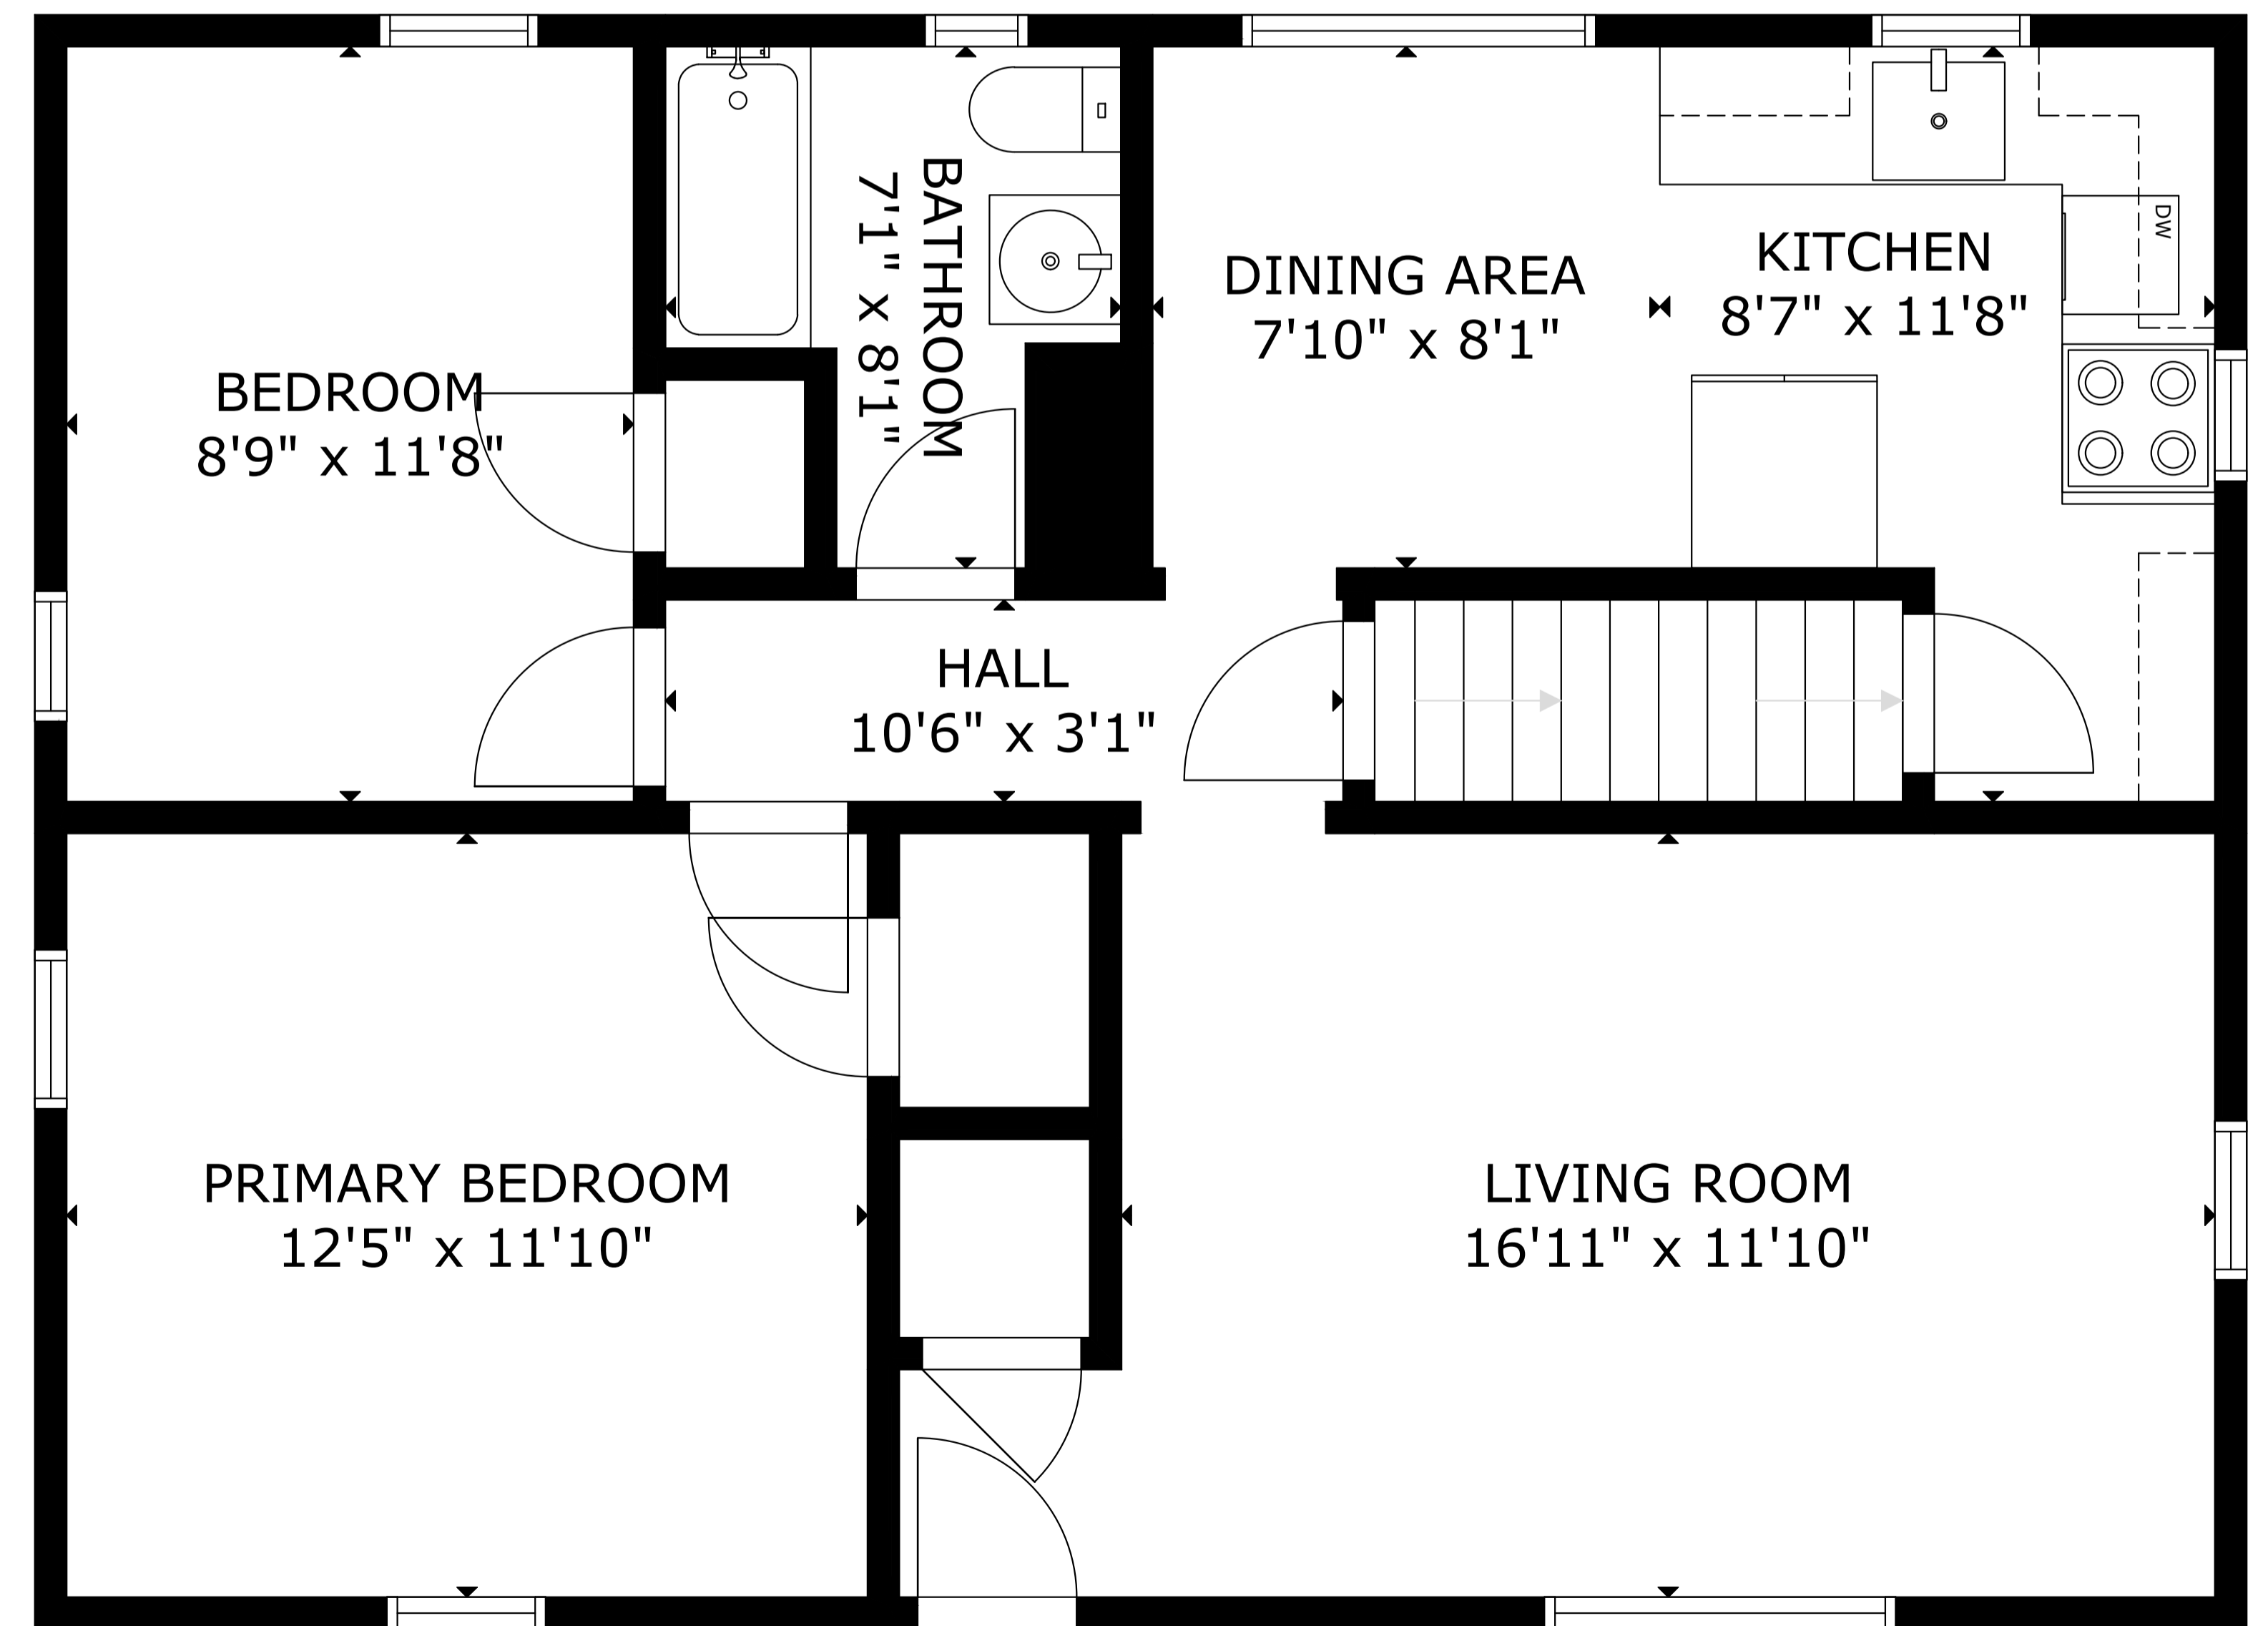 BEDROOM
8'9" x 11'8"
BATHROOM
7'1" x 8'1"
DINING AREA
7'10" x 8'1"
KITCHEN
8'7" x 11'8"
DW
HALL
10'6" x 3'1"
PRIMARY BEDROOM
12'5" x 11'10"
LIVING ROOM
16'11" x 11'10"